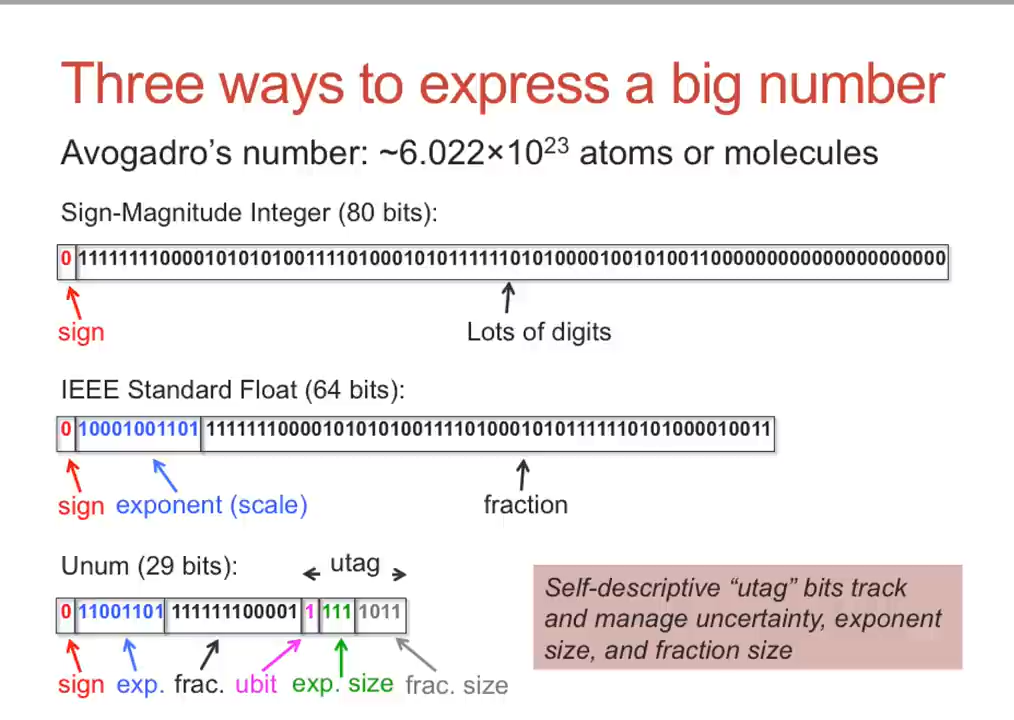 Three ways to express a big number
Avogadro's number: ~6.022×10²³ atoms or molecules
Sign-Magnitude Integer (80 bits):
0 1111111100001010101001111010001010111111010100001001010011000000000000000000000
sign Lots of digits
IEEE Standard Float (64 bits):
0 10001001101 1111111000010101010011110100010101111110101000010011
sign exponent (scale) fraction
Unum (29 bits): utag
0 11001101 111111100001 1 111 1011
sign exp. frac. ubit exp. size frac. size
Self-descriptive “utag” bits track
and manage uncertainty, exponent
size, and fraction size